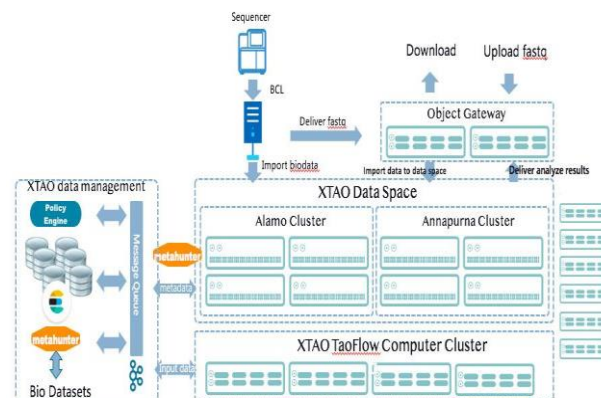 Sequencer
BCL
Deliver fastq
Import biodata
Download
Upload fastq
Object Gateway
Import data to data space
Deliver analyze results
XTAO data management
Policy
Engine
Message Queue
metahunter
Bio Datasets
metahunter
metadata
Input data
XTAO Data Space
Alamo Cluster
Annapurna Cluster
XTAO TaoFlow Computer Cluster